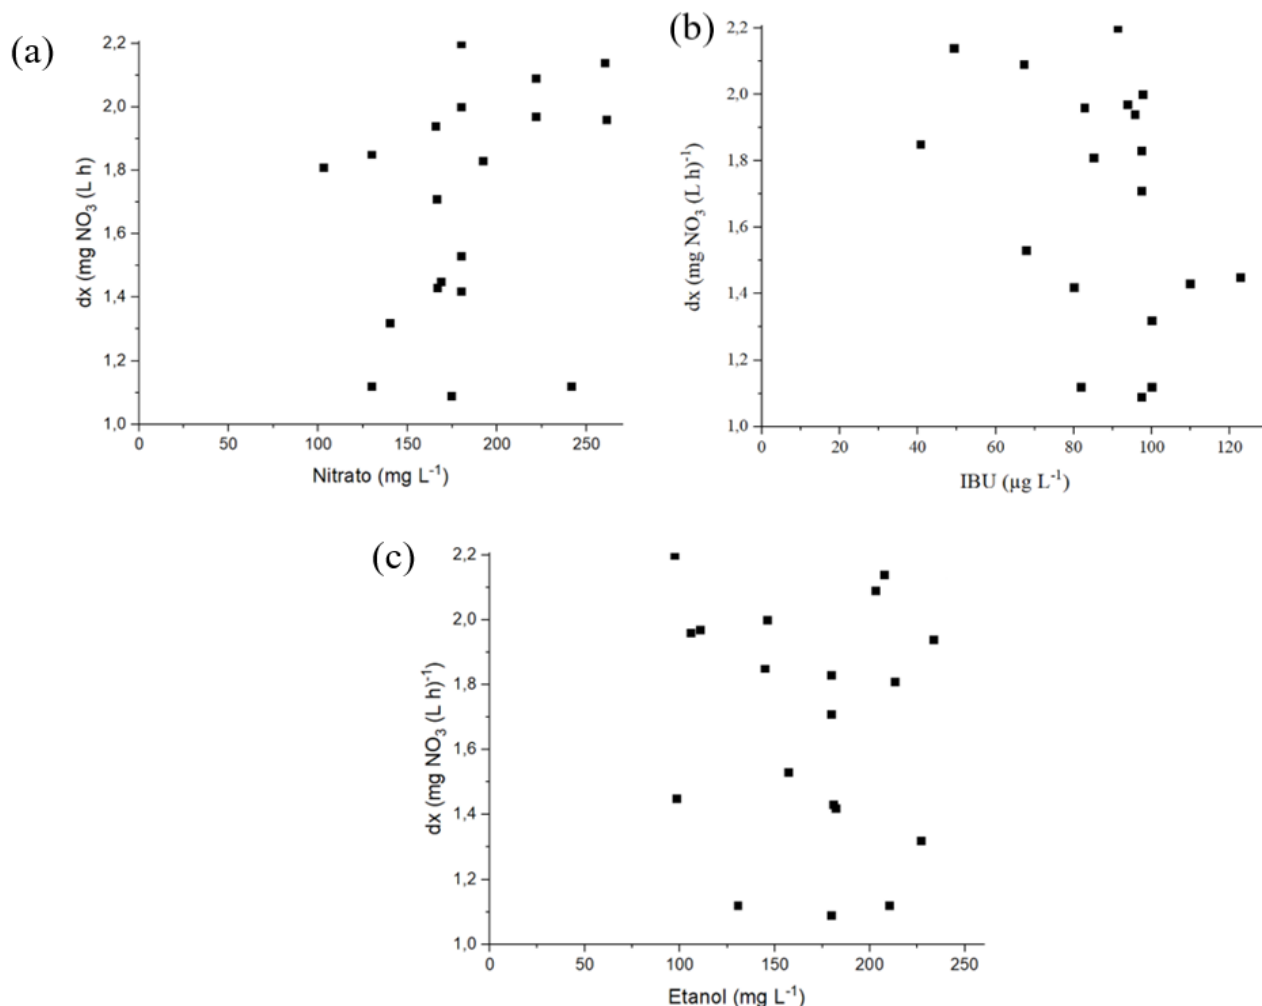 (a)
2,2
2,0
1,8
1,6
1,4
1,2
1,0
dx (mg NO₃ (L h)
0 50 100 150 200 250
Nitrato (mg L⁻¹)
(b)
2,2
2,0
1,8
1,6
1,4
1,2
1,0
dx (mg NO₃ (L h)⁻¹)
0 20 40 60 80 100 120
IBU (µg L⁻¹)
(c)
2,2
2,0
1,8
1,6
1,4
1,2
1,0
dx (mg NO₃ (L h)⁻¹)
0 50 100 150 200 250
Etanol (mg L⁻¹)